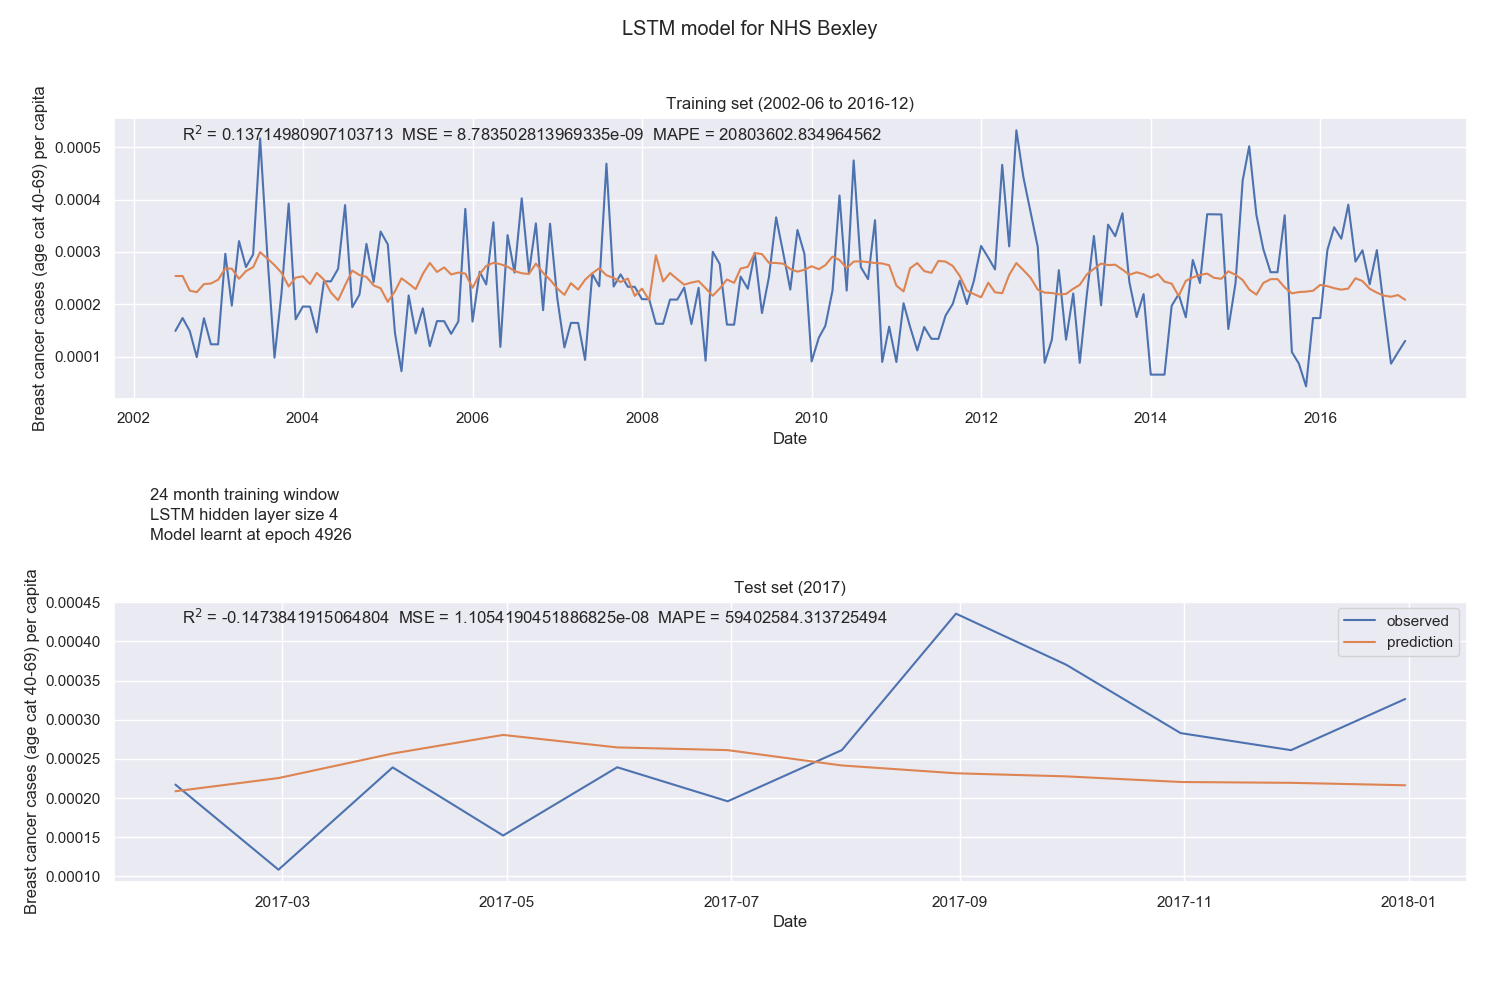 LSTM model for NHS Bexley
Training set (2002-06 to 2016-12)
R² = 0.13714980907103713 MSE = 8.783502813969335e-09 MAPE = 20803602.834964562
Breast cancer cases (age cat 40-69) per capita
0.0005
0.0004
0.0003
0.0002
0.0001
2002 2004 2006 2008 2010 2012 2014 2016
Date
24 month training window
LSTM hidden layer size 4
Model learnt at epoch 4926
Test set (2017)
R² = -0.1473841915064804 MSE = 1.1054190451886825e-08 MAPE = 59402584.313725494
observed
prediction
Breast cancer cases (age cat 40-69) per capita
0.00045
0.00040
0.00035
0.00030
0.00025
0.00020
0.00015
0.00010
2017-03 2017-05 2017-07 2017-09 2017-11 2018-01
Date